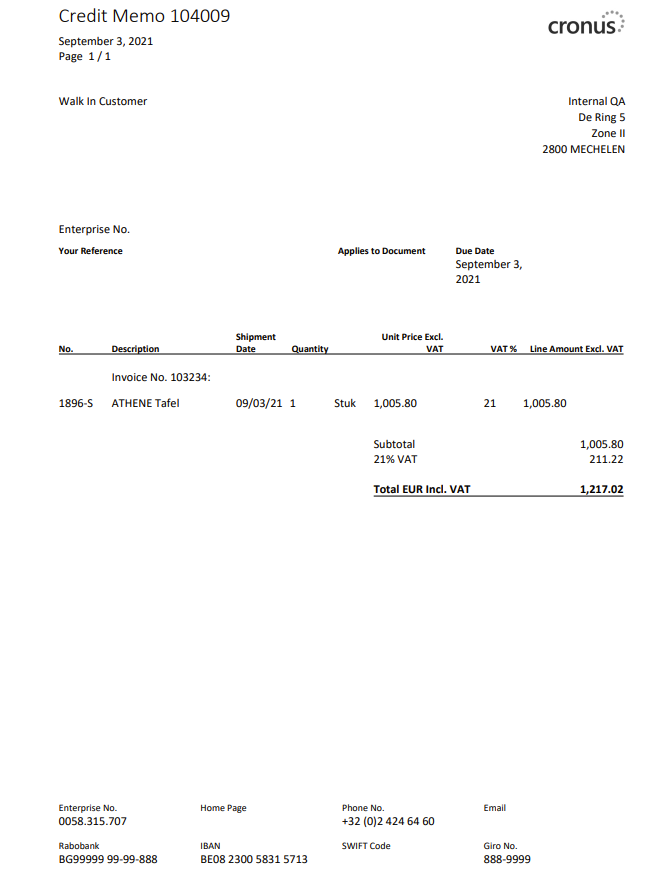 Credit Memo 104009
cronus
September 3, 2021
Page 1 / 1
Walk In Customer
Internal QA
De Ring 5
Zone II
2800 MECHELEN
Enterprise No.
Your Reference Applies to Document Due Date
September 3,
2021
Shipment Unit Price Excl.
No. Description Date Quantity VAT VAT % Line Amount Excl. VAT
Invoice No. 103234:
1896-S ATHENE Tafel 09/03/21 1 Stuk 1,005.80 21 1,005.80
Subtotal 1,005.80
21% VAT 211.22
Total EUR Incl. VAT 1,217.02
Enterprise No. Home Page Phone No. Email
0058.315.707 +32 (0)2 424 64 60
Rabobank IBAN SWIFT Code Giro No.
BG99999 99-99-888 BE08 2300 5831 5713 888-9999